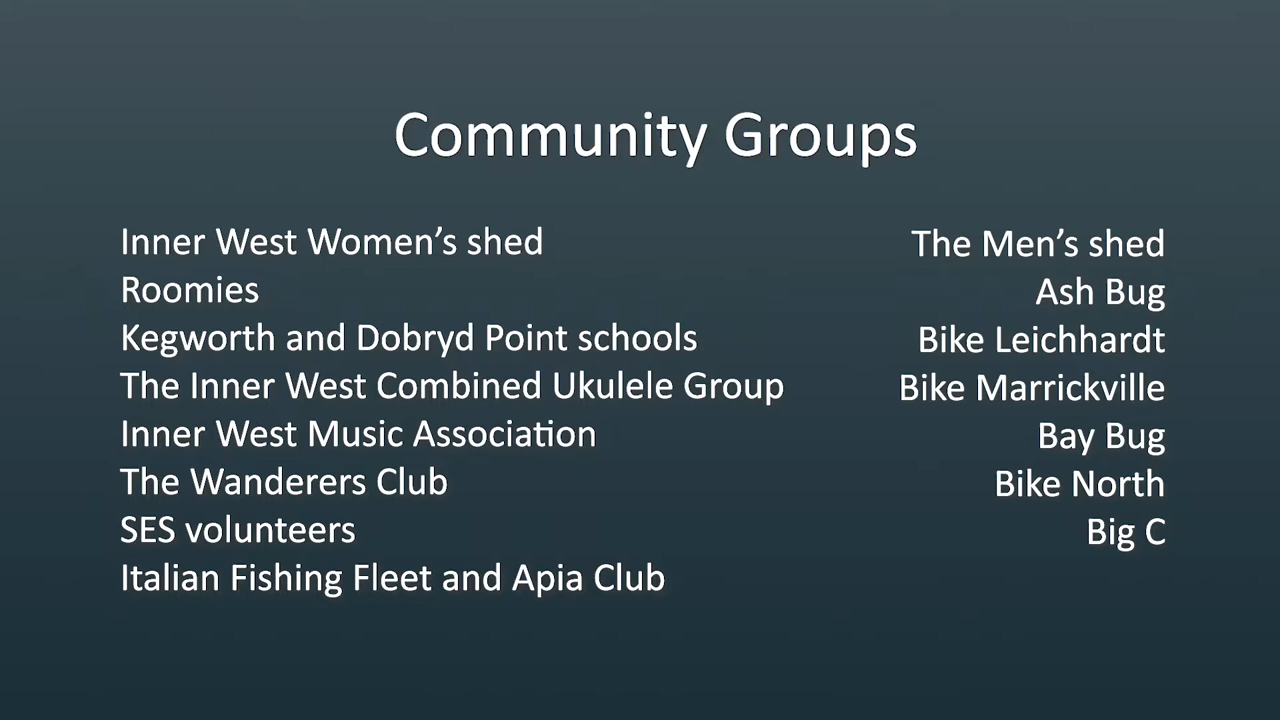 Community Groups
Inner West Women’s shed
Roomies
Kegworth and Dobryd Point schools
The Inner West Combined Ukulele Group
Inner West Music Association
The Wanderers Club
SES volunteers
Italian Fishing Fleet and Apia Club
The Men’s shed
Ash Bug
Bike Leichhardt
Bike Marrickville
Bay Bug
Bike North
Big C